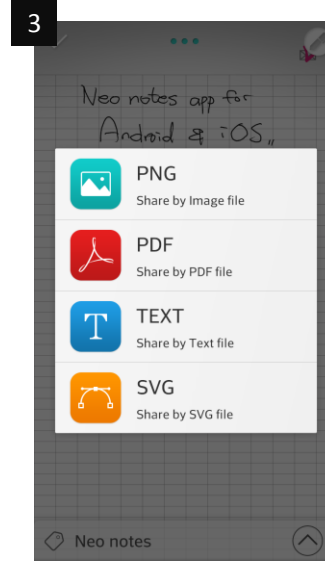 3
Neo notes app for
Android & iOS,,
PNG
Share by Image file
PDF
Share by PDF file
T
TEXT
Share by Text file
SVG
Share by SVG file
Neo notes